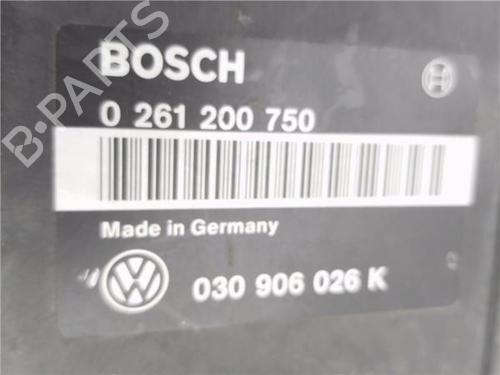 B-PARTS
BOSCH
0 261 200 750
Made in Germany
030 906 026 K